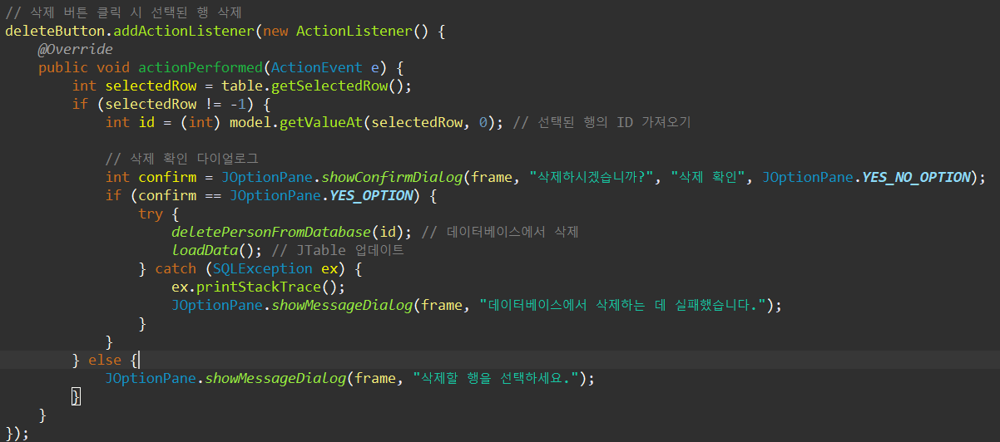 // 삭제 버튼 클릭 시 선택된 행 삭제
deleteButton.addActionListener(new ActionListener() {
    @Override
    public void actionPerformed(ActionEvent e) {
        int selectedRow = table.getSelectedRow();
        if (selectedRow != -1) {
            int id = (int) model.getValueAt(selectedRow, 0); // 선택된 행의 ID 가져오기

            // 삭제 확인 다이얼로그
            int confirm = JOptionPane.showConfirmDialog(frame, "삭제하시겠습니까?", "삭제 확인", JOptionPane.YES_NO_OPTION);
            if (confirm == JOptionPane.YES_OPTION) {
                try {
                    deletePersonFromDatabase(id); // 데이터베이스에서 삭제
                    loadData(); // JTable 업데이트
                } catch (SQLException ex) {
                    ex.printStackTrace();
                    JOptionPane.showMessageDialog(frame, "데이터베이스에서 삭제하는 데 실패했습니다.");
                }
            }
        } else {
            JOptionPane.showMessageDialog(frame, "삭제할 행을 선택하세요.");
        }
    }
});